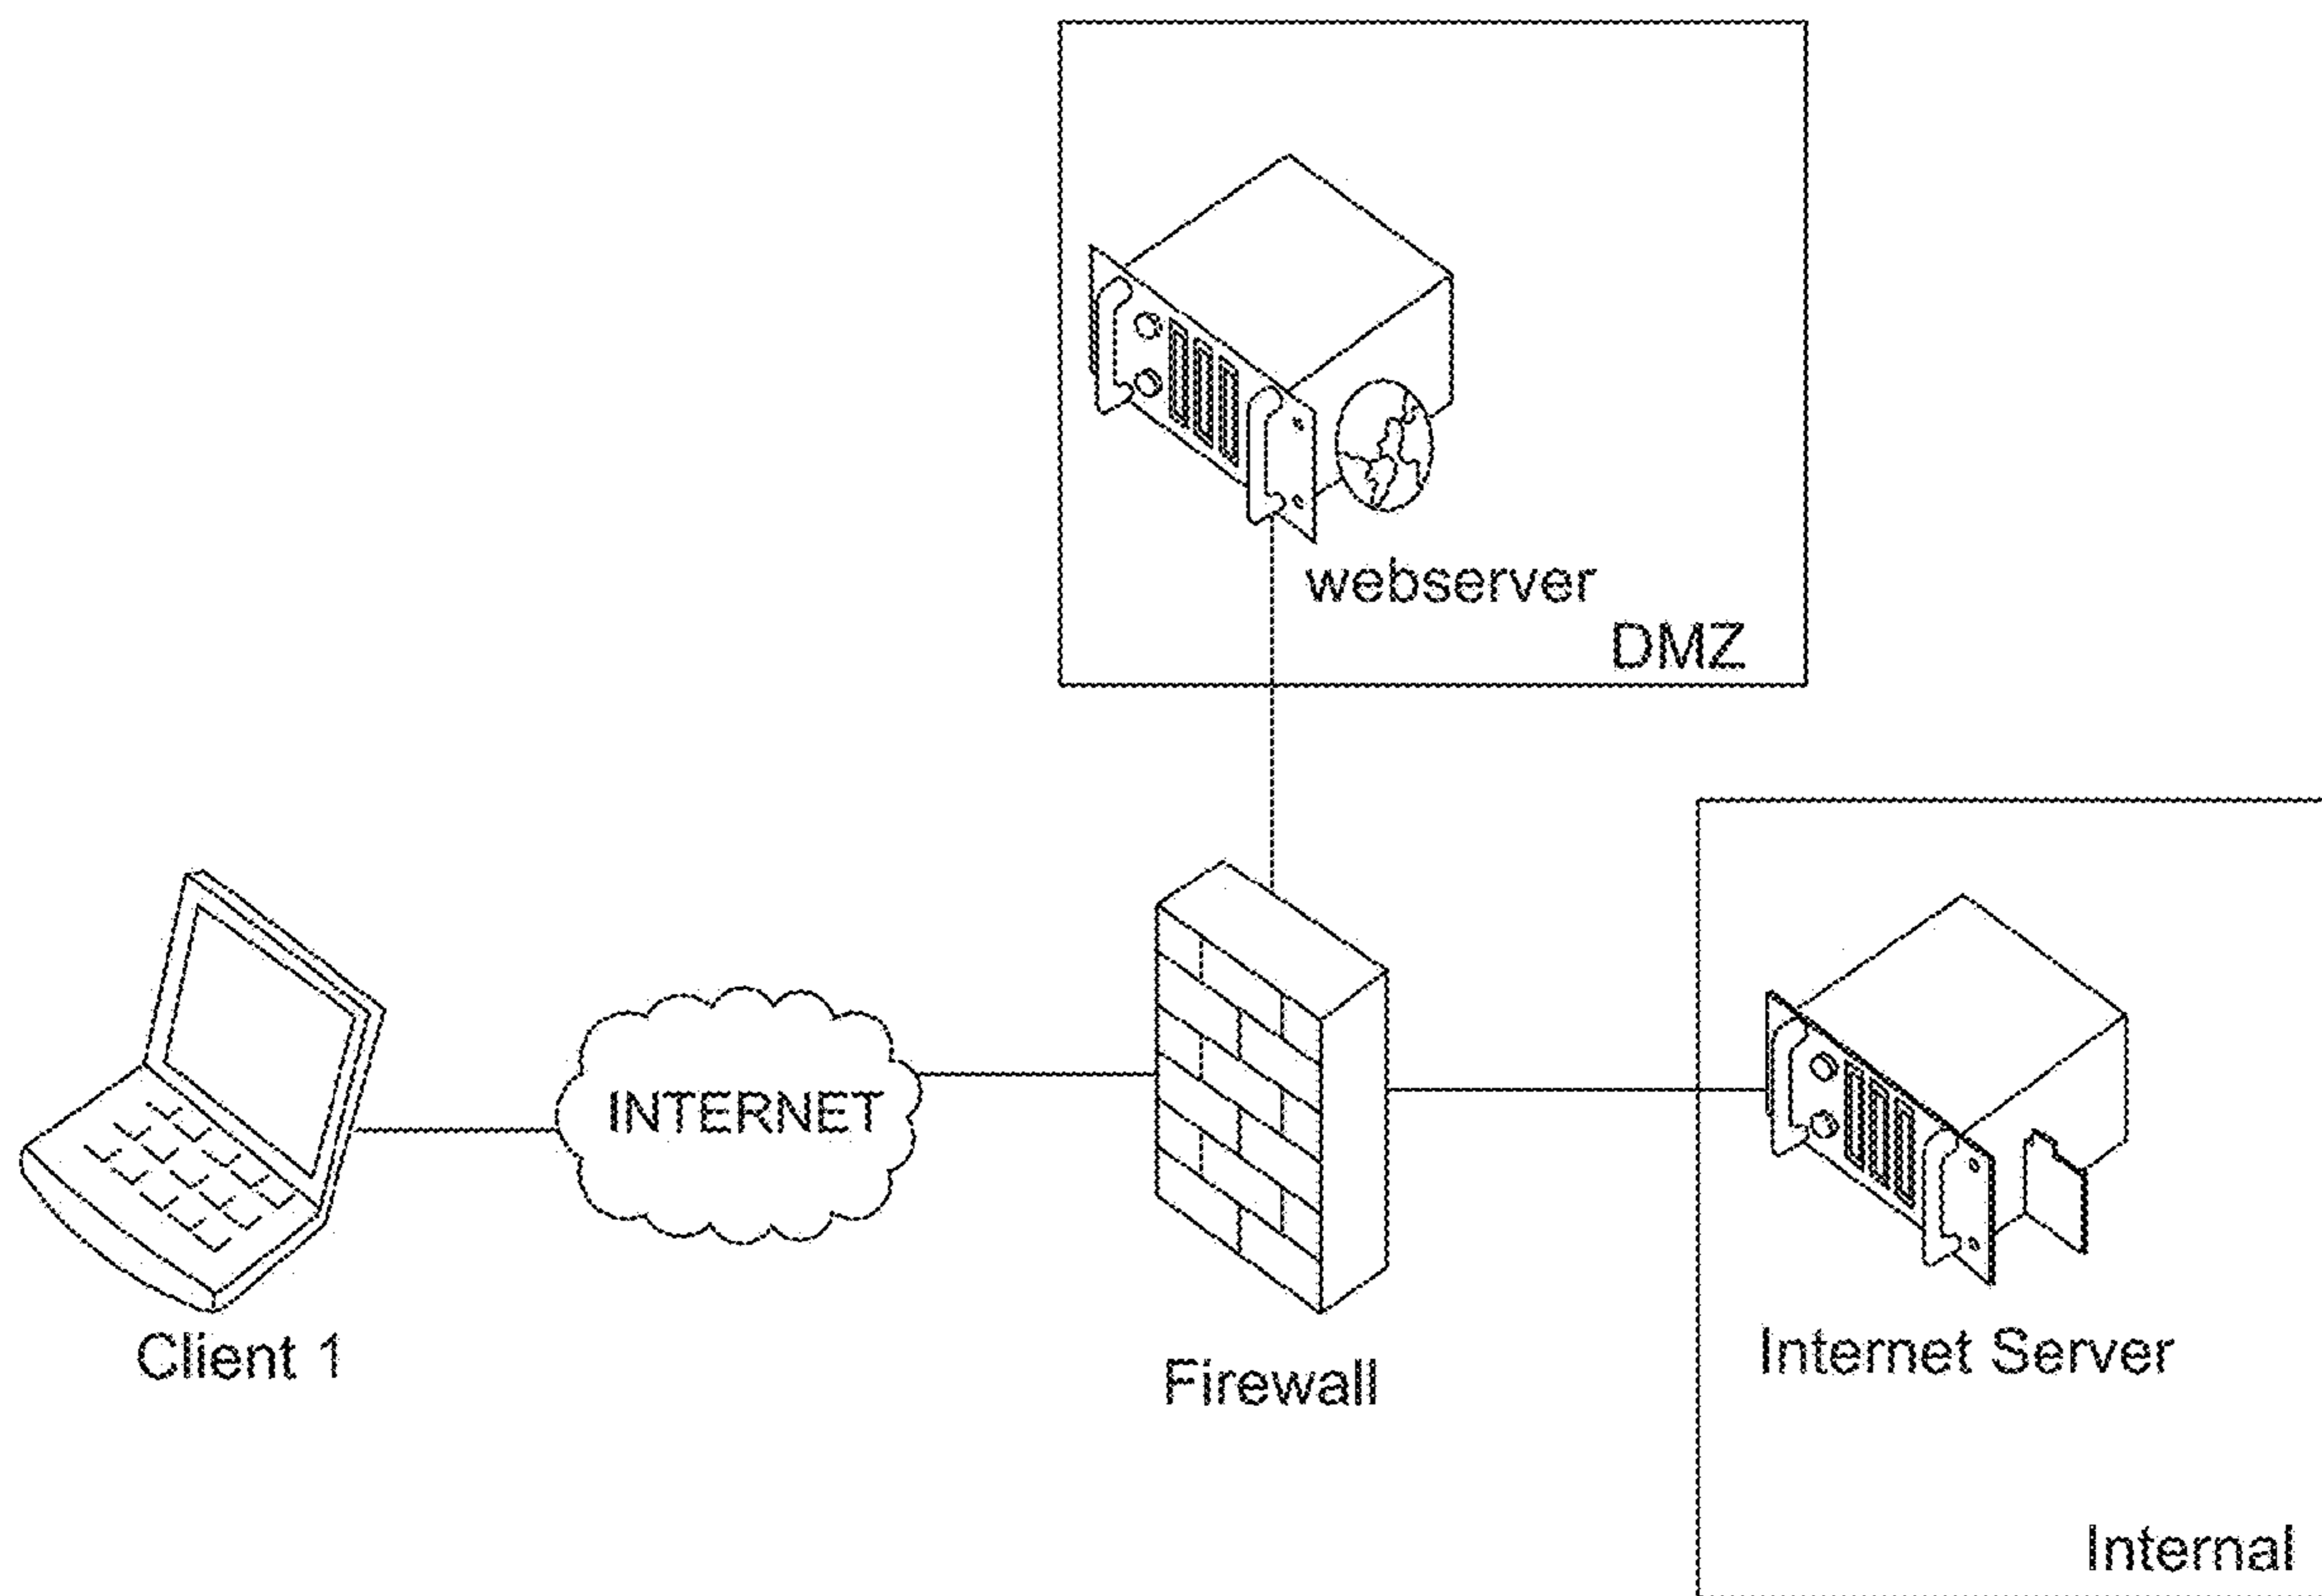 webserver
DMZ
INTERNET
Client 1
Firewall
Internet Server
Internal